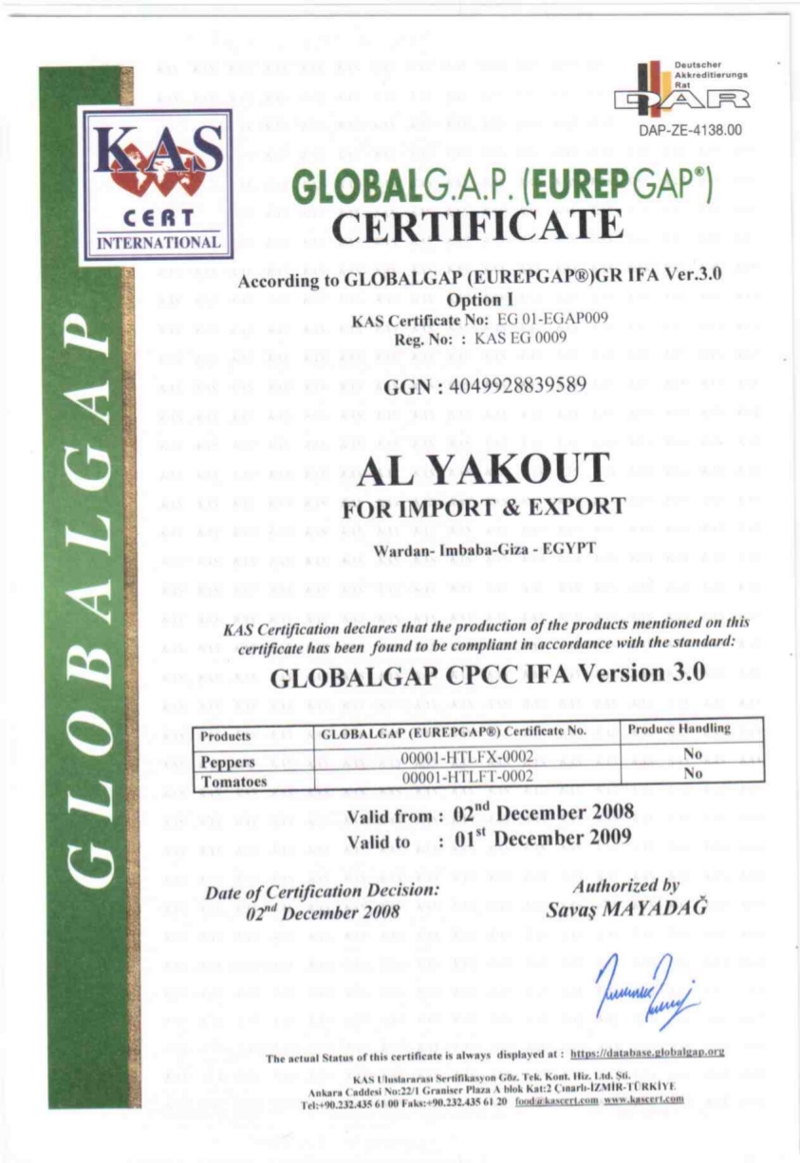 Deutscher
Akkreditierungs
Rat
DAR
DAP-ZE-4138.00
KAS
CERT
INTERNATIONAL
GLOBALGAP
GLOBALG.A.P. (EUREPGAP®)
CERTIFICATE
According to GLOBALGAP (EUREPGAP®)GR IFA Ver.3.0
Option I
KAS Certificate No: EG 01-EGAP009
Reg. No: : KAS EG 0009
GGN : 4049928839589
AL YAKOUT
FOR IMPORT & EXPORT
Wardan- Imbaba-Giza - EGYPT
KAS Certification declares that the production of the products mentioned on this
certificate has been found to be compliant in accordance with the standard:
GLOBALGAP CPCC IFA Version 3.0
Products GLOBALGAP (EUREPGAP®) Certificate No. Produce Handling
Peppers 00001-HTLFX-0002 No
Tomatoes 00001-HTLFT-0002 No
Valid from : 02nd December 2008
Valid to : 01st December 2009
Date of Certification Decision:
02nd December 2008
Authorized by
Savaş MAYADAĞ
The actual Status of this certificate is always displayed at : https://database.globalgap.org
KAS Uluslararası Sertifikasyon Göz. Tek. Kont. Hiz. Ltd. Şti.
Ankara Caddesi No:22/1 Graniser Plaza A blok Kat:2 Çınarlı-İZMİR-TÜRKİYE
Tel:+90.232.435 61 00 Faks:+90.232.435 61 20 food@kascert.com www.kascert.com